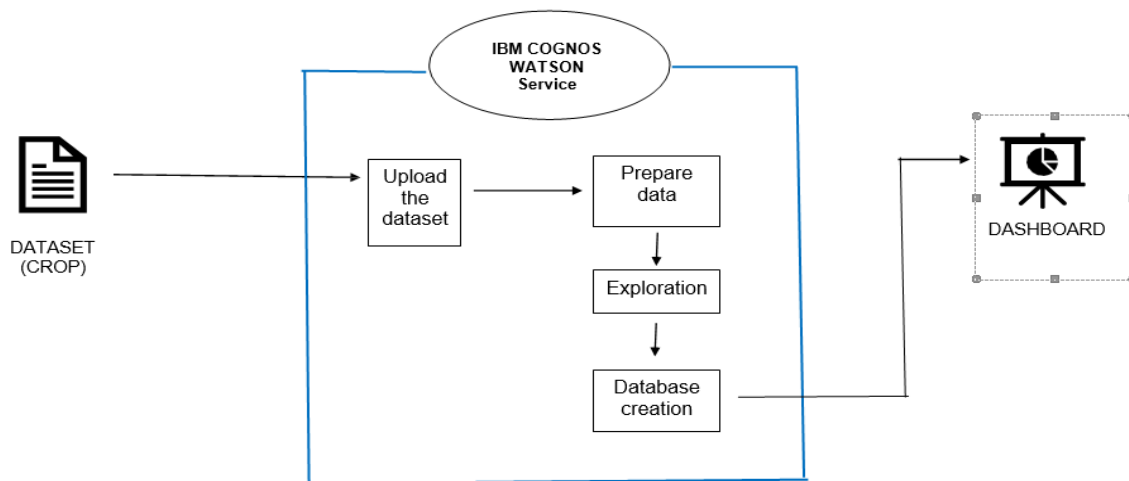 IBM COGNOS
WATSON
Service
Upload
the
dataset
Prepare
data
DATASET
(CROP)
DASHBOARD
Exploration
Database
creation